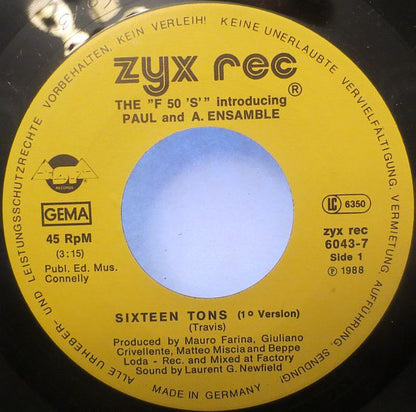 ALLE URHEBER- UND LEISTUNGSSCHUTZRECHTE VORBEHALTEN. KEIN VERLEIH! KEINE UNERLAUBTE VERVIELFÄLTIGUNG, VERMIETUNG, AUFFÜHRUNG, SENDUNG!
zyx rec ®
THE "F 50 'S'" introducing
PAUL and A. ENSAMBLE
RECORDS
GEMA
LC 6350
45 RpM
(3:15)
Publ. Ed. Mus.
Connelly
zyx rec
6043-7
Side 1
℗ 1988
SIXTEEN TONS (1º Version)
(Travis)
Produced by Mauro Farina, Giuliano
Crivellente, Matteo Miscia and Beppe
Loda - Rec. and Mixed at Factory
Sound by Laurent G. Newfield
MADE IN GERMANY